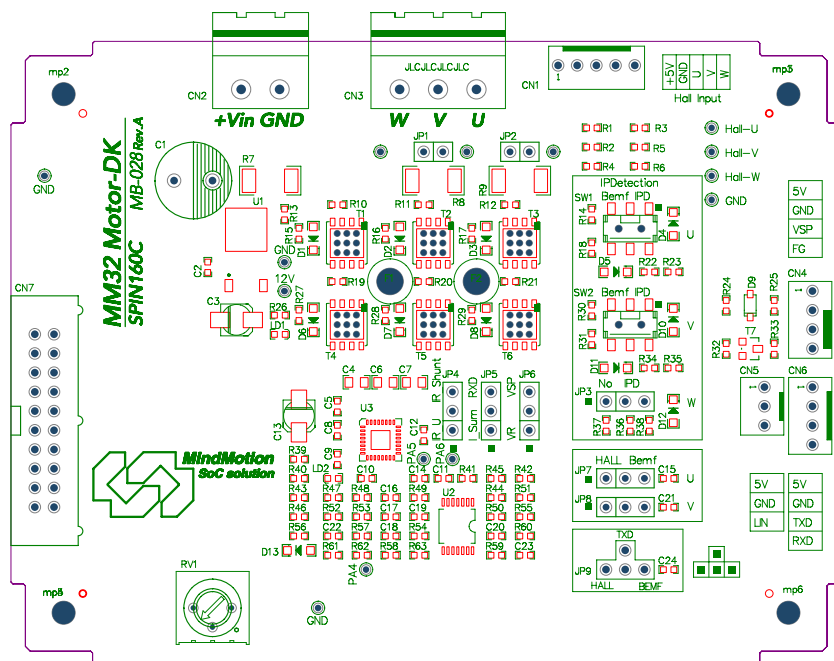 mp2
CN2
+Vin GND
CN3
JLCJLCJLCJLC
W V U
CN1
1
+5V
GND
U
V
W
Hall Input
mp3
MM32 Motor-DK
MB-028 Rev.A
SPIN160C
C1
GND
JP1
JP2
R1
R3
R2
R5
R4
R6
Hall-U
Hall-V
Hall-W
GND
R7
R8
R9
U1
R13
R10
R11
R12
T1
T2
T3
R15
R16
R17
D1
D2
D3
GND
12V
C2
C3
R26
LD1
R27
R19
R20
R21
R28
R29
D6
D7
D8
T4
T5
T6
IPDetection
SW1
Bemf IPD
R14
R18
D4
U
D5
R22
R23
SW2
Bemf IPD
R30
R31
D10
V
D11
R34
R35
No IPD
JP3
W
D12
R37
R36
R38
5V
GND
VSP
FG
R24
D9
R25
CN4
R32
T7
R33
CN5
CN6
CN7
C4
C6
C7
JP4
JP5
JP6
IR Shunt
IR U
RXD
I_Sum
VSP
VR
C5
C8
C9
U3
C13
C12
PA5
PA6
MindMotion
SoC solution
R39
R40
LD2
C10
C14
C11
R41
R45
R42
R43
R47
R48
C16
R49
U2
R44
R51
R46
R52
R53
C17
C19
R50
R55
R56
C22
R57
C18
R54
C20
R60
D13
R61
R62
R58
R63
R59
C23
PA4
HALL Bemf
JP7
C15
U
JP8
C21
V
TXD
JP9
C24
HALL
BEMF
5V
GND
LIN
5V
GND
TXD
RXD
RV1
GND
mp6